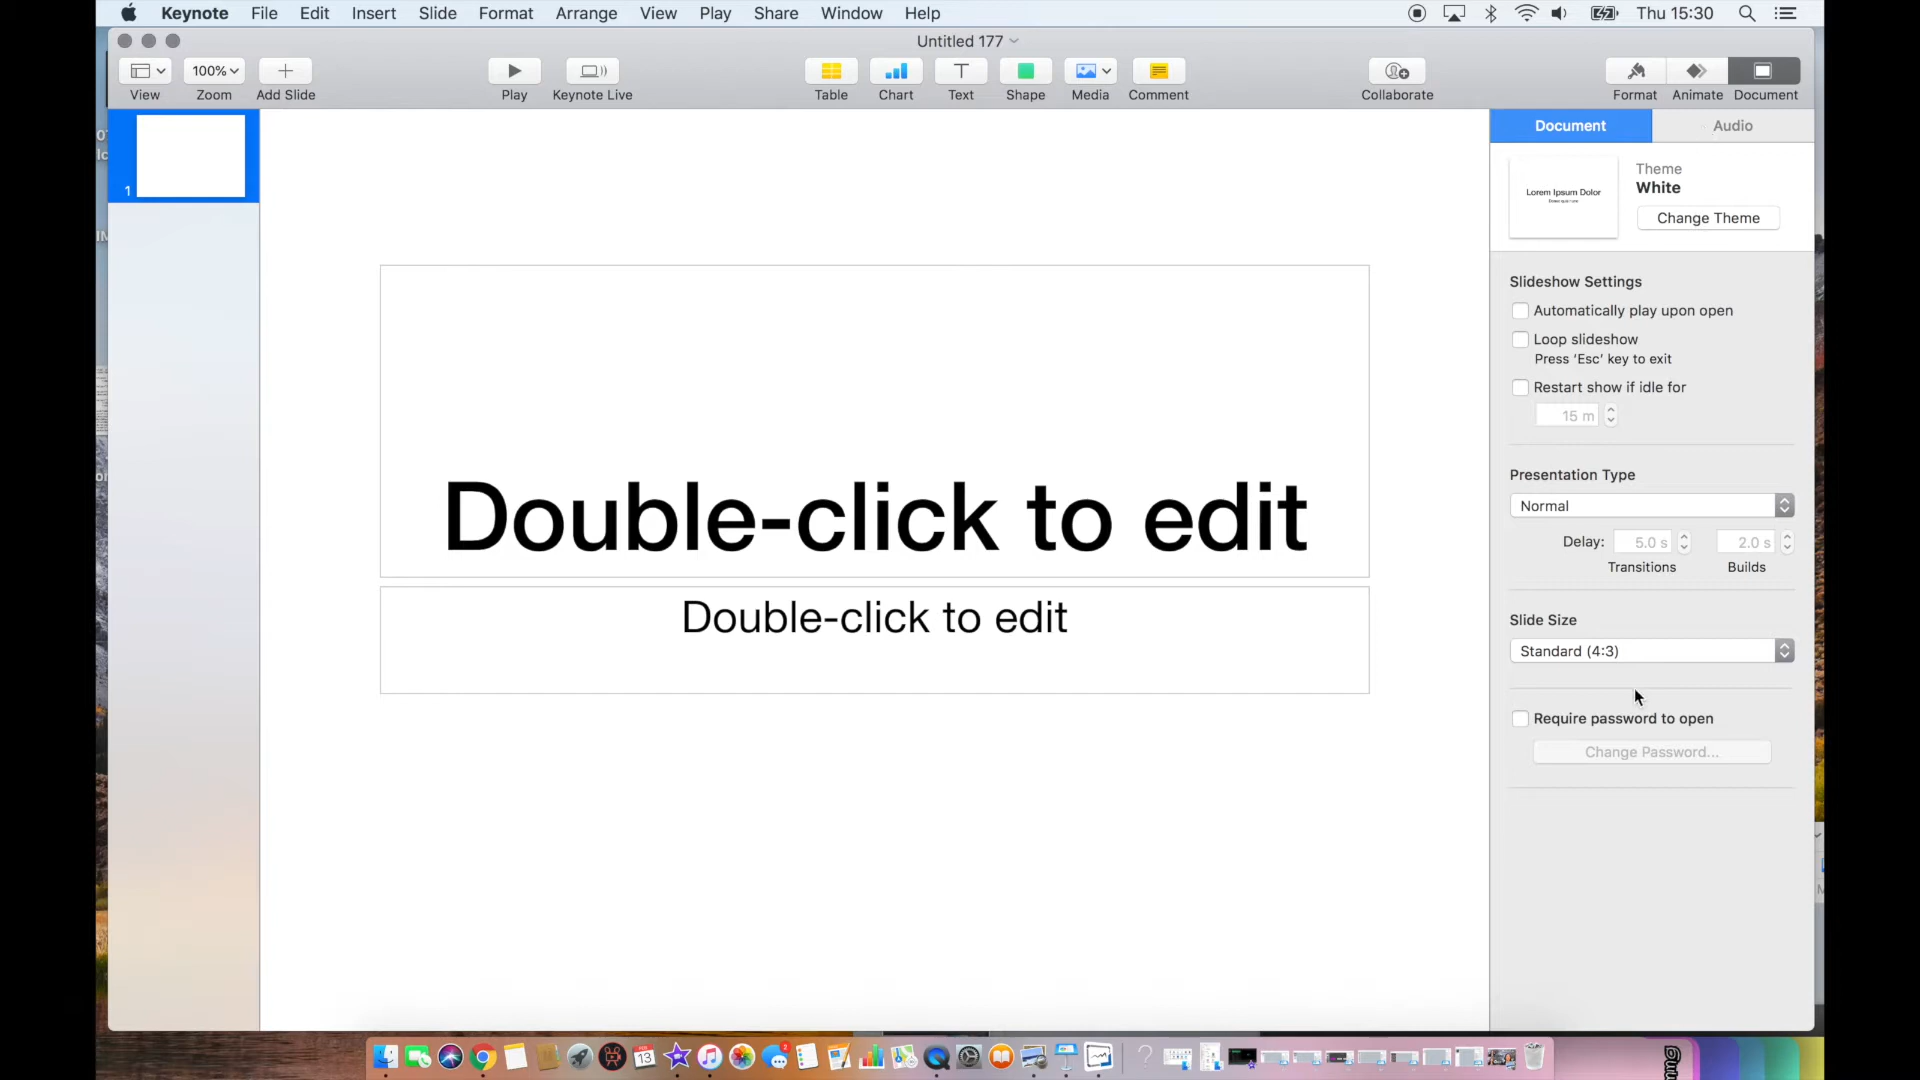 Keynote File Edit Insert Slide Format Arrange View Play Share Window Help Thu 15:30
Untitled 177
100%
View Zoom Add Slide Play Keynote Live Table Chart Text Shape Media Comment Collaborate Format Animate Document
Document Audio
1
Lorem Ipsum Dolor
Theme
White
Change Theme
Slideshow Settings
Automatically play upon open
Loop slideshow
Press ‘Esc’ key to exit
Restart show if idle for
15 m
Double-click to edit
Double-click to edit
Presentation Type
Normal
Delay: 5.0 s 2.0 s
Transitions Builds
Slide Size
Standard (4:3)
Require password to open
Change Password...
13
2